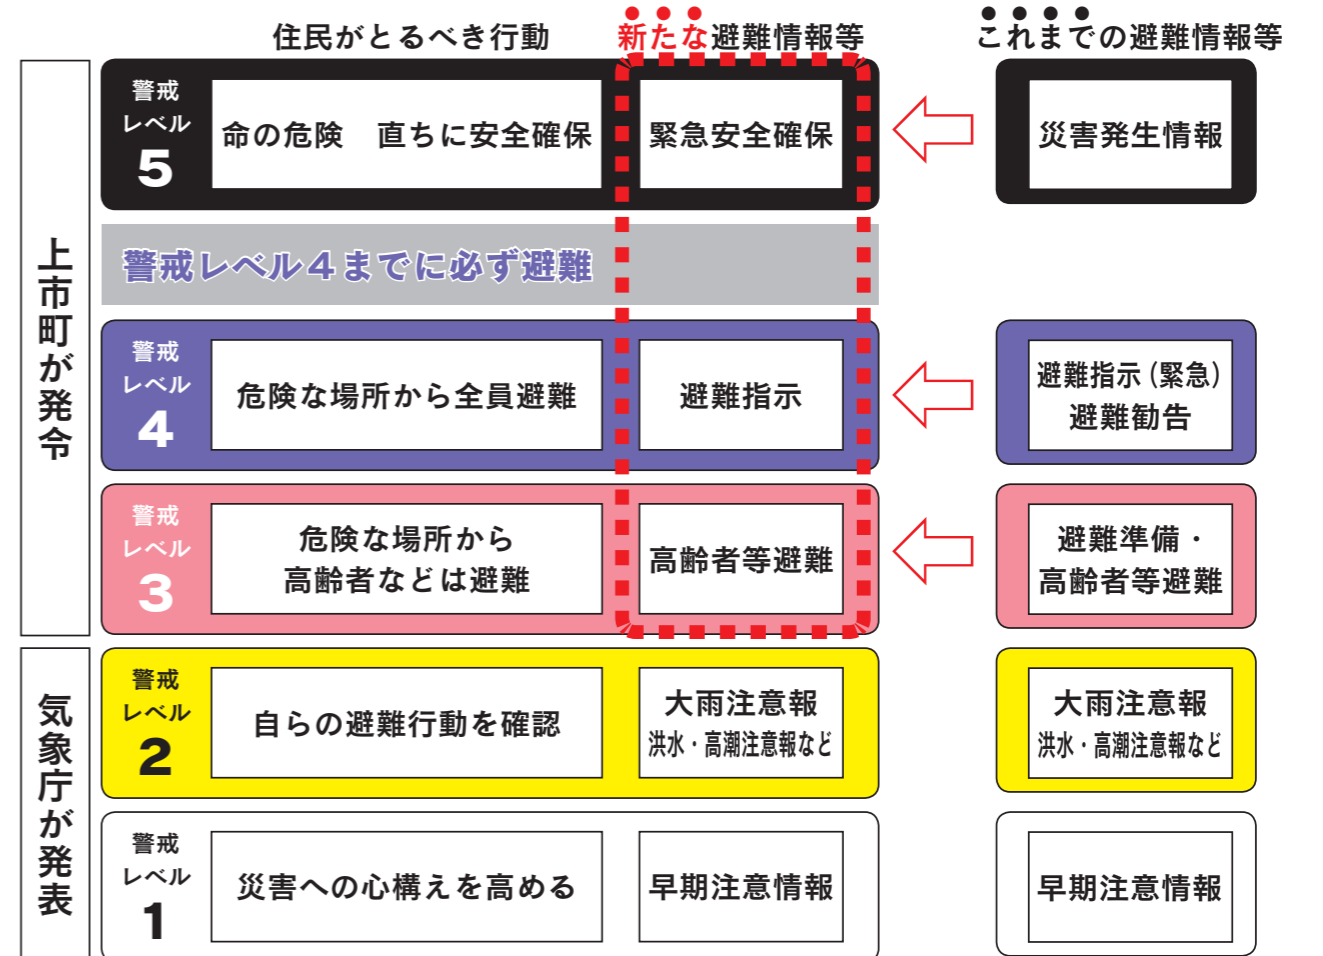 住民がとるべき行動
新たな避難情報等
これまでの避難情報等
上市町が発令
警戒
レベル
5
命の危険　直ちに安全確保
緊急安全確保
災害発生情報
警戒レベル４までに必ず避難
警戒
レベル
4
危険な場所から全員避難
避難指示
避難指示（緊急）
避難勧告
警戒
レベル
3
危険な場所から
高齢者などは避難
高齢者等避難
避難準備・
高齢者等避難
気象庁が発表
警戒
レベル
2
自らの避難行動を確認
大雨注意報
洪水・高潮注意報など
大雨注意報
洪水・高潮注意報など
警戒
レベル
1
災害への心構えを高める
早期注意情報
早期注意情報